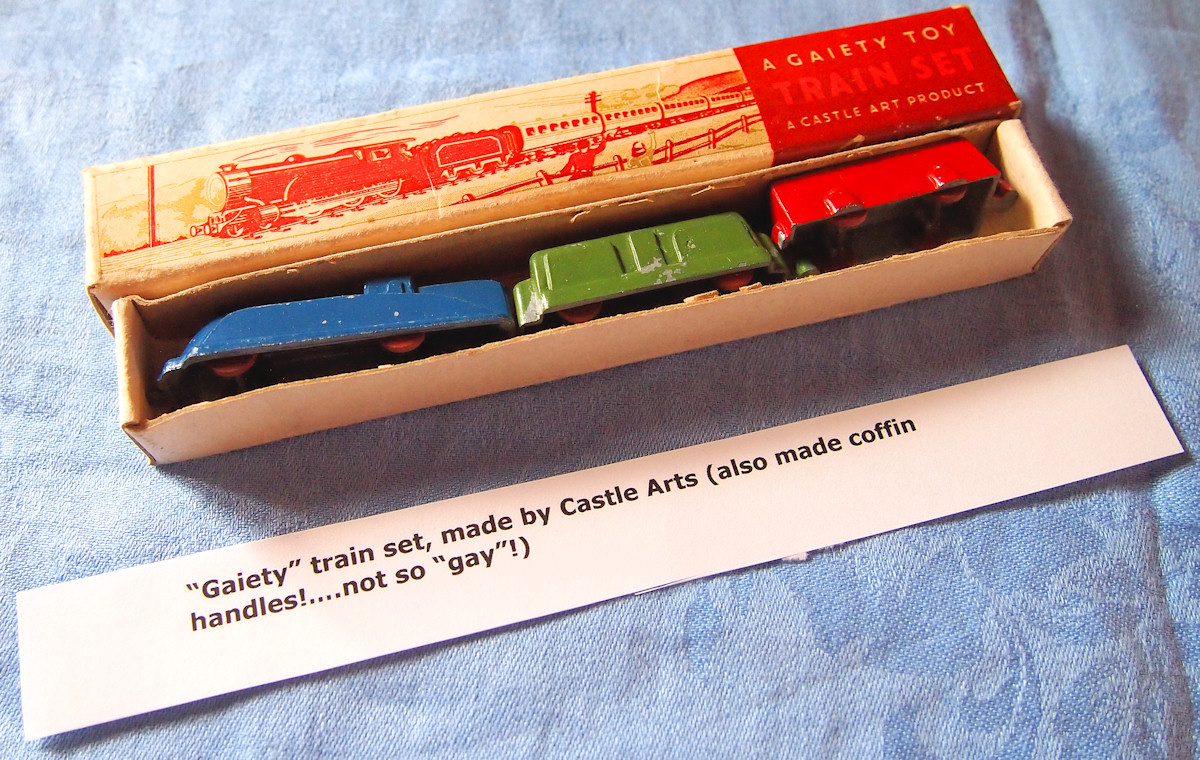 A GAIETY TOY
TRAIN SET
A CASTLE ART PRODUCT
“Gaiety” train set, made by Castle Arts (also made coffin
handles!....not so “gay”!)